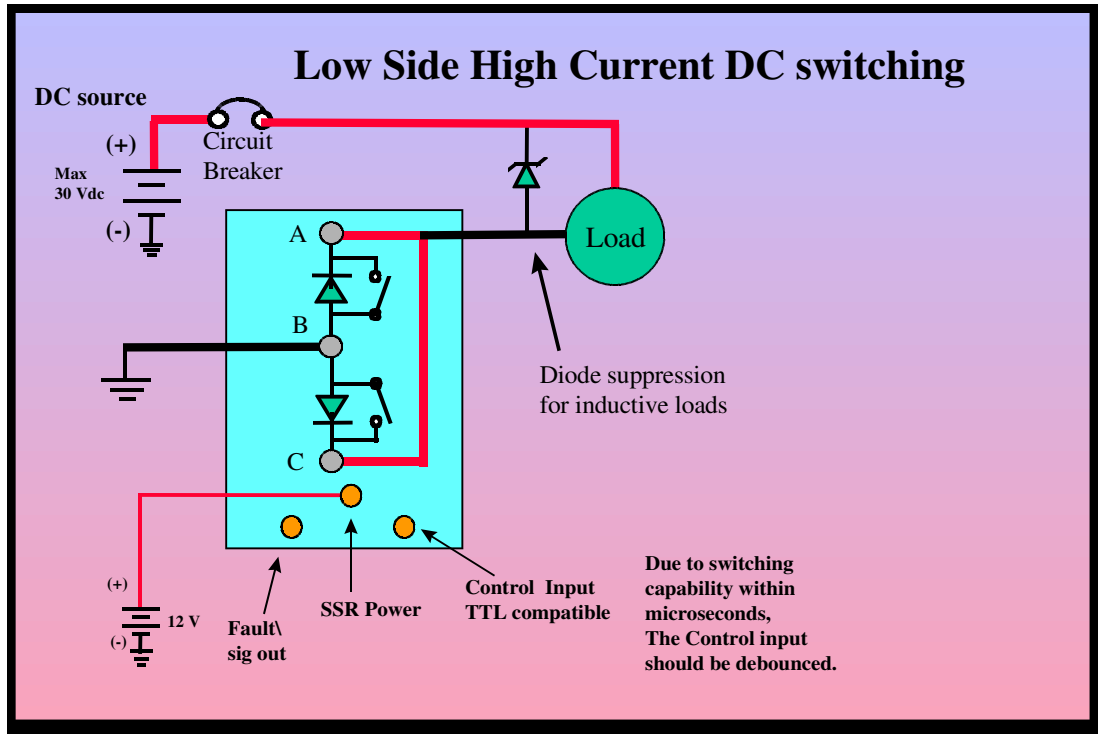 Low Side High Current DC switching
DC source
(+)
Circuit
Breaker
Max
30 Vdc
(-)
A
Load
B
Diode suppression
for inductive loads
C
(+)
12 V
(-)
Fault\
sig out
SSR Power
Control Input
TTL compatible
Due to switching
capability within
microseconds,
The Control input
should be debounced.